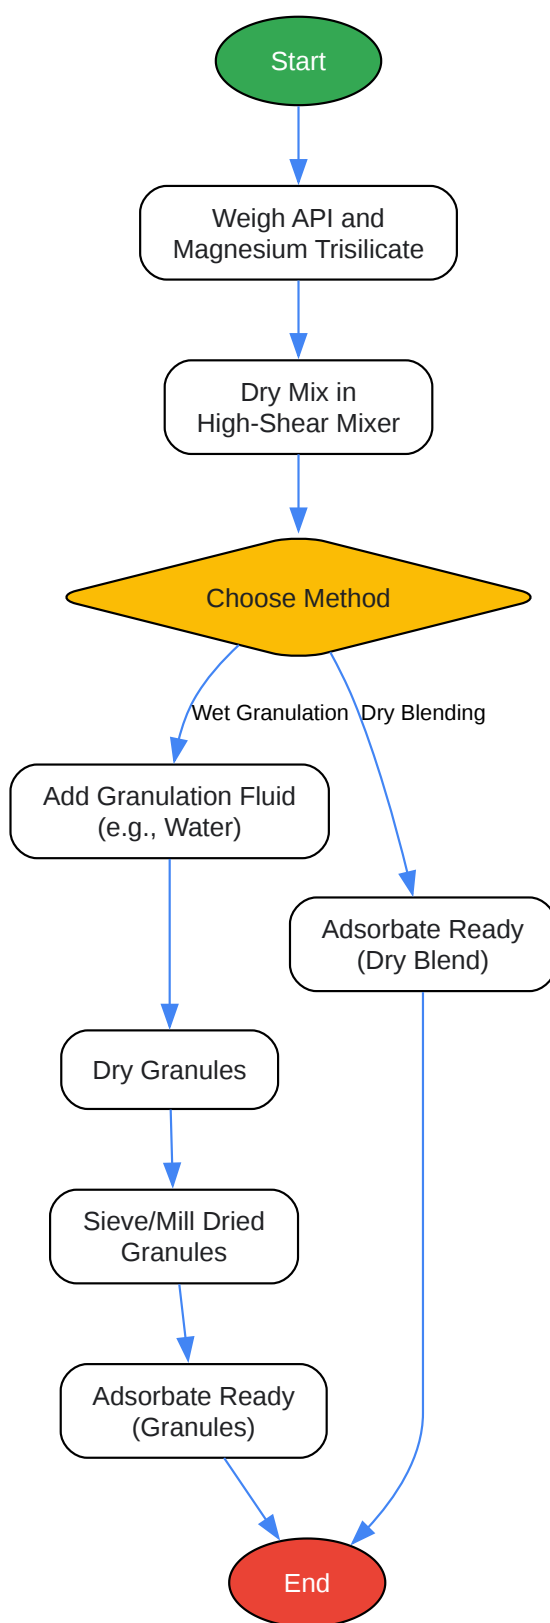 Start
Weigh API and
Magnesium Trisilicate
Dry Mix in
High-Shear Mixer
Choose Method
Wet Granulation
Dry Blending
Add Granulation Fluid
(e.g., Water)
Adsorbate Ready
(Dry Blend)
Dry Granules
Sieve/Mill Dried
Granules
Adsorbate Ready
(Granules)
End